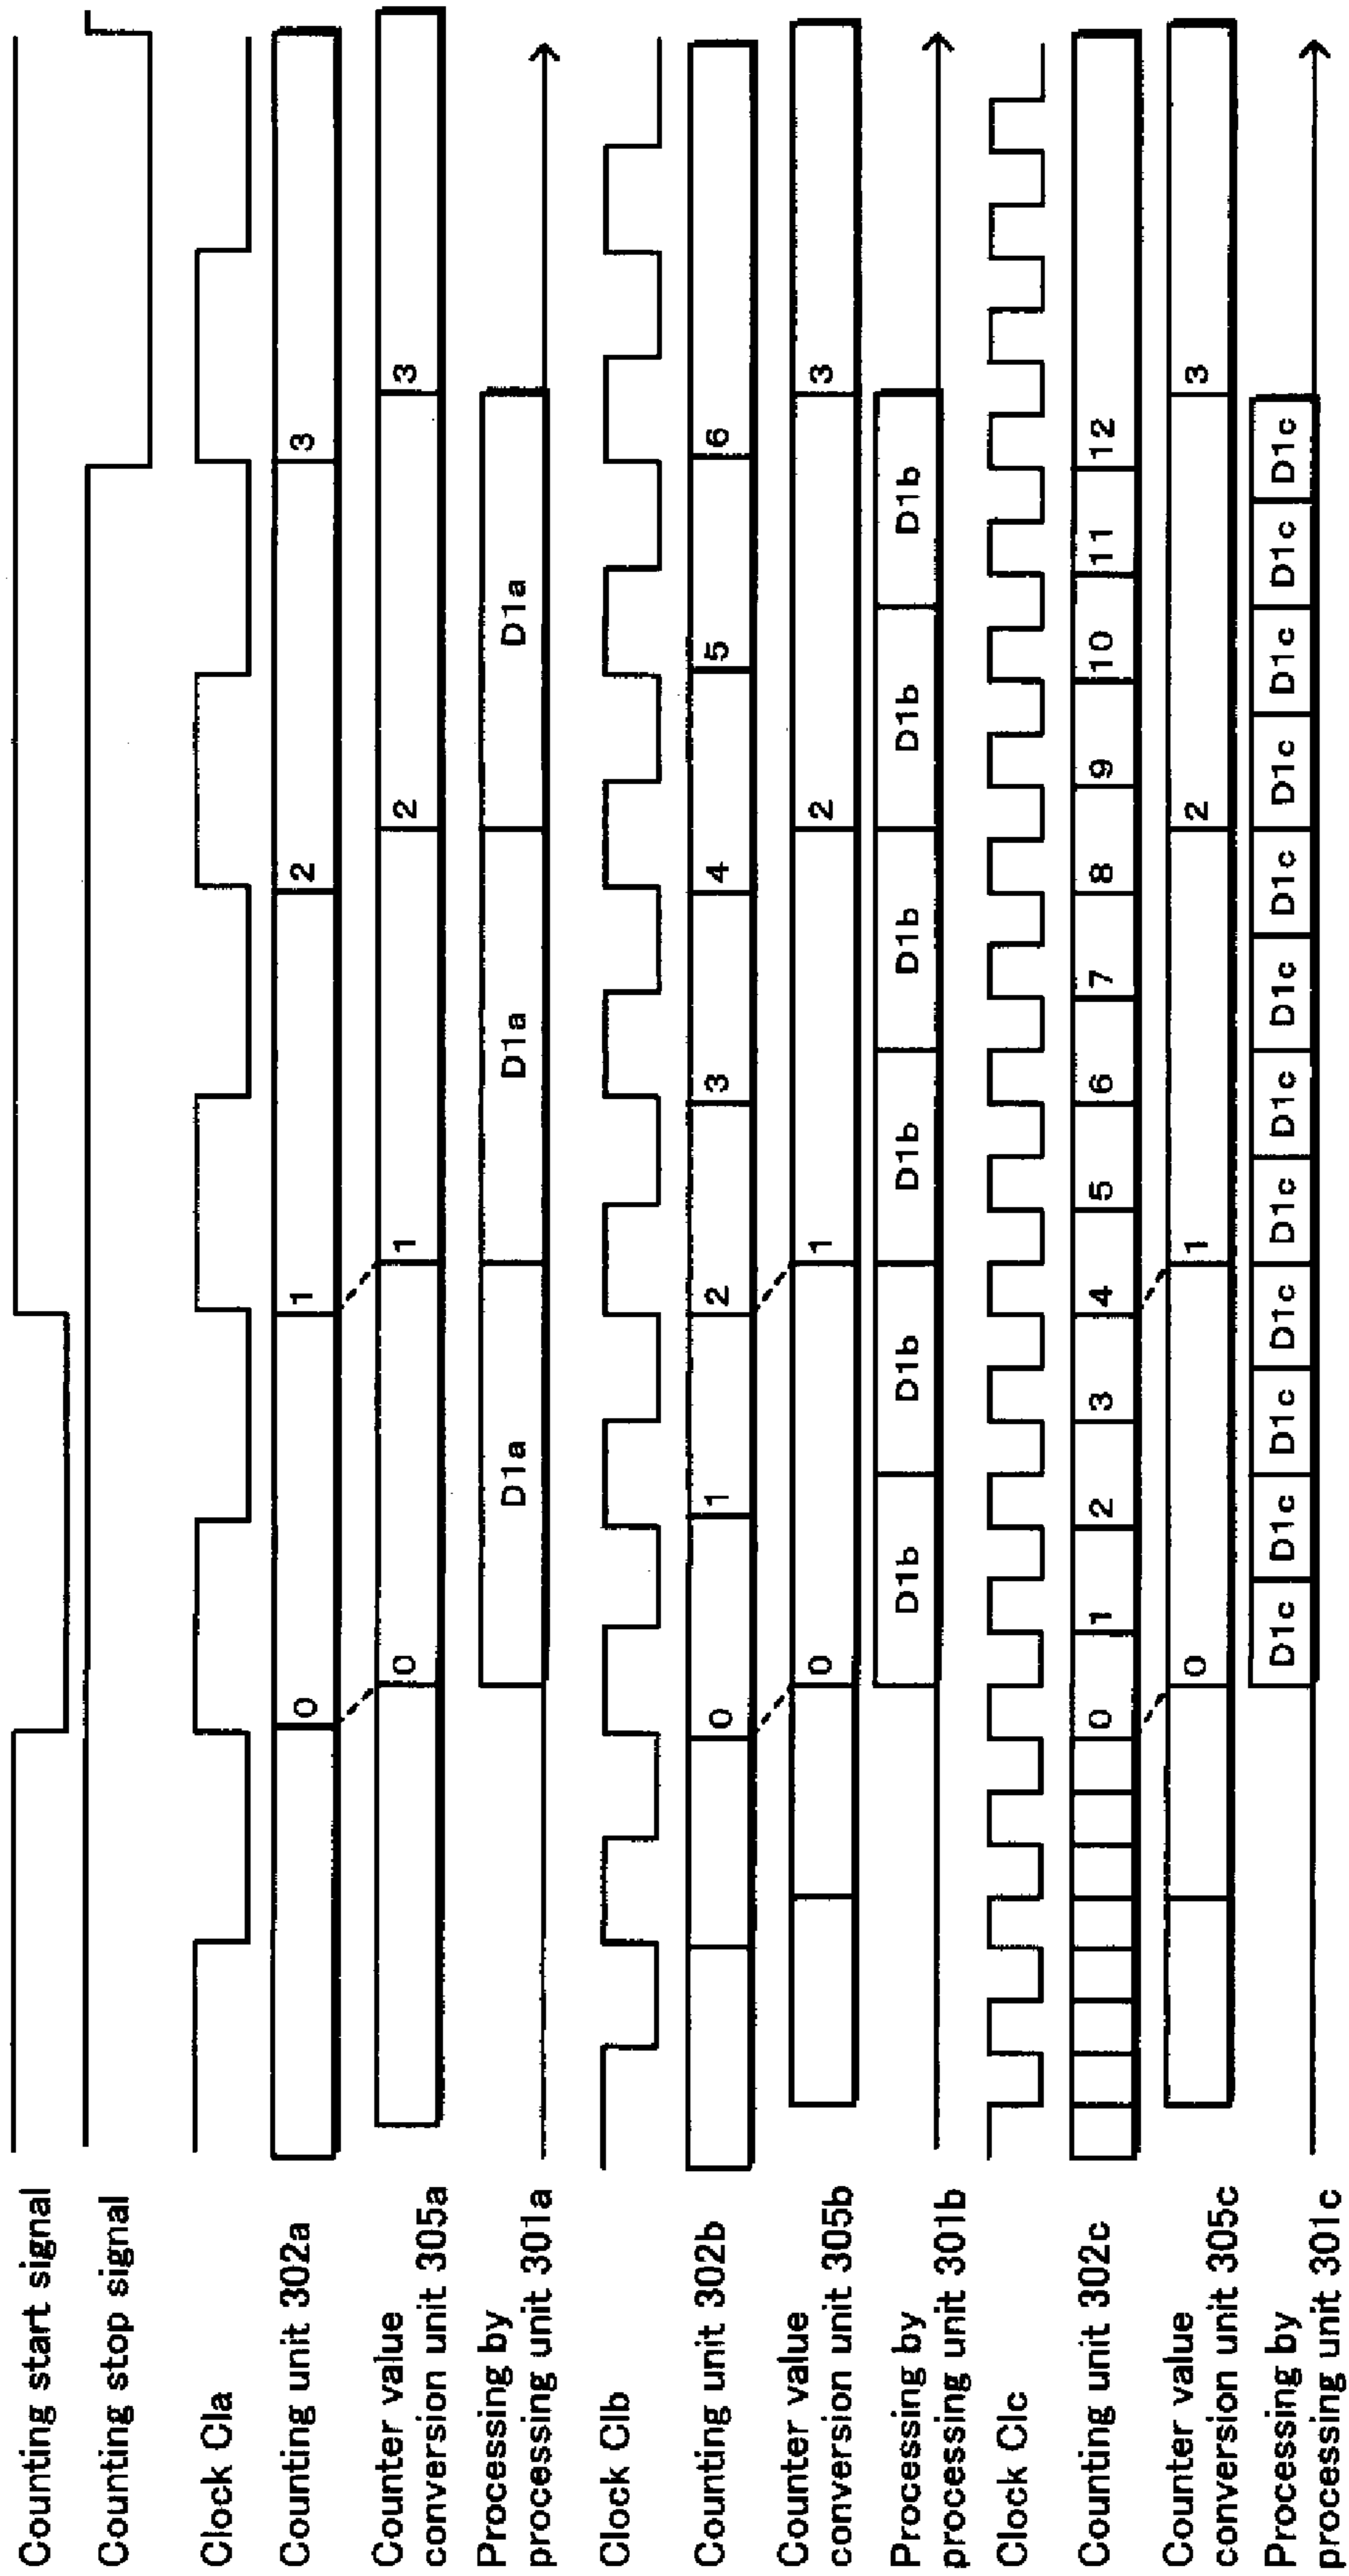 Counting start signal
Counting stop signal
Clock Cla
Counting unit 302a
0 1 2 3
Counter value
conversion unit 305a
0 1 2 3
Processing by
processing unit 301a
D1a D1a D1a
Clock Clb
Counting unit 302b
0 1 2 3 4 5 6
Counter value
conversion unit 305b
0 1 2 3
Processing by
processing unit 301b
D1b D1b D1b D1b D1b D1b
Clock Clc
Counting unit 302c
0 1 2 3 4 5 6 7 8 9 10 11 12
Counter value
conversion unit 305c
0 1 2 3
Processing by
processing unit 301c
D1c D1c D1c D1c D1c D1c D1c D1c D1c D1c D1c D1c